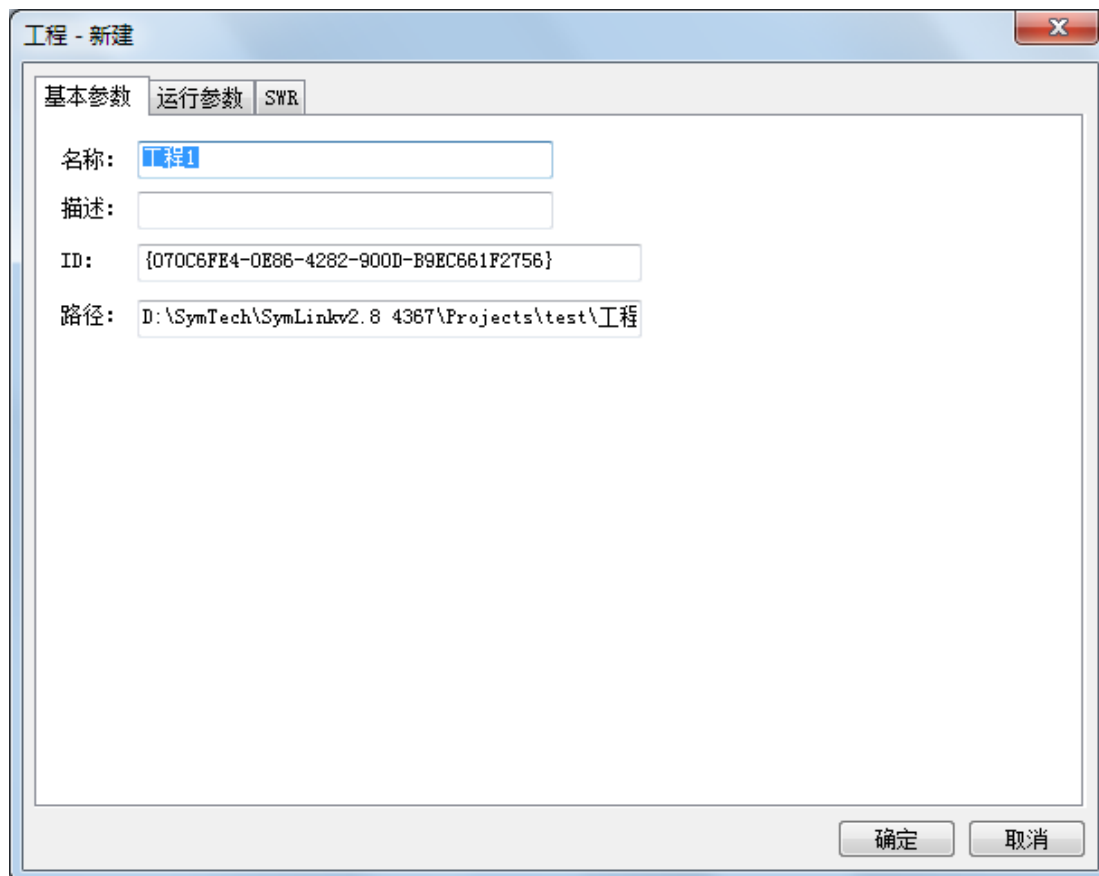 工程 - 新建
基本参数 运行参数 SWR
名称: 工程1
描述:
ID: {070C6FE4-0E86-4282-900D-B9EC661F2756}
路径: D:\SymTech\SymLinkv2.8 4367\Projects\test\工程
确定 取消